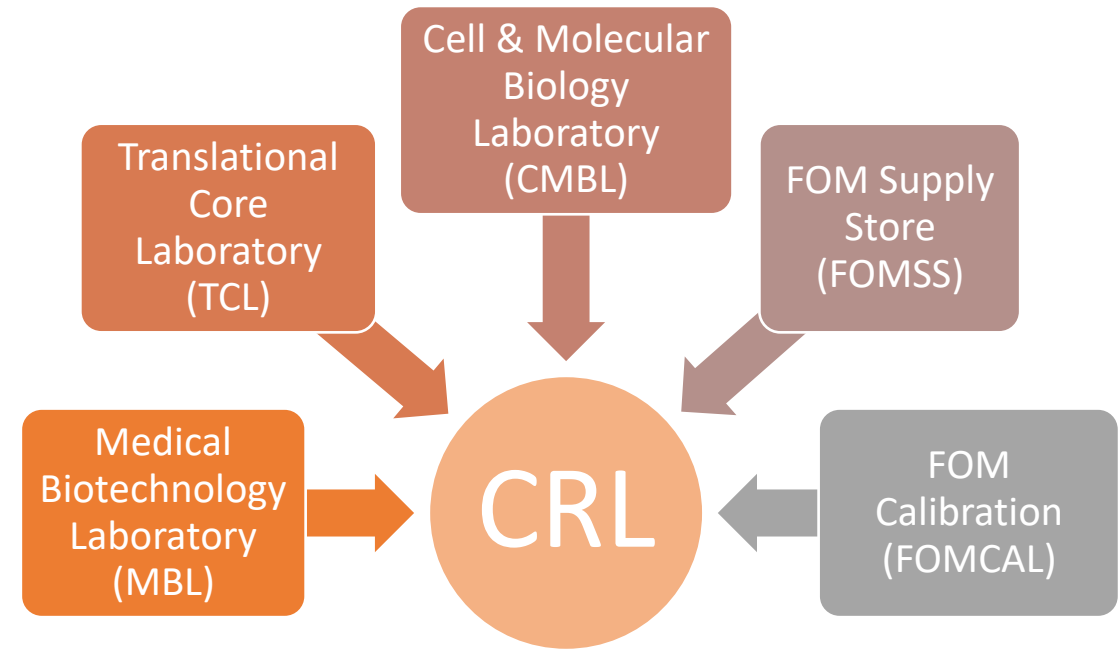 Cell & Molecular
Biology
Laboratory
(CMBL)
Translational
Core
Laboratory
(TCL)
FOM Supply
Store
(FOMSS)
Medical
Biotechnology
Laboratory
(MBL)
CRL
FOM
Calibration
(FOMCAL)